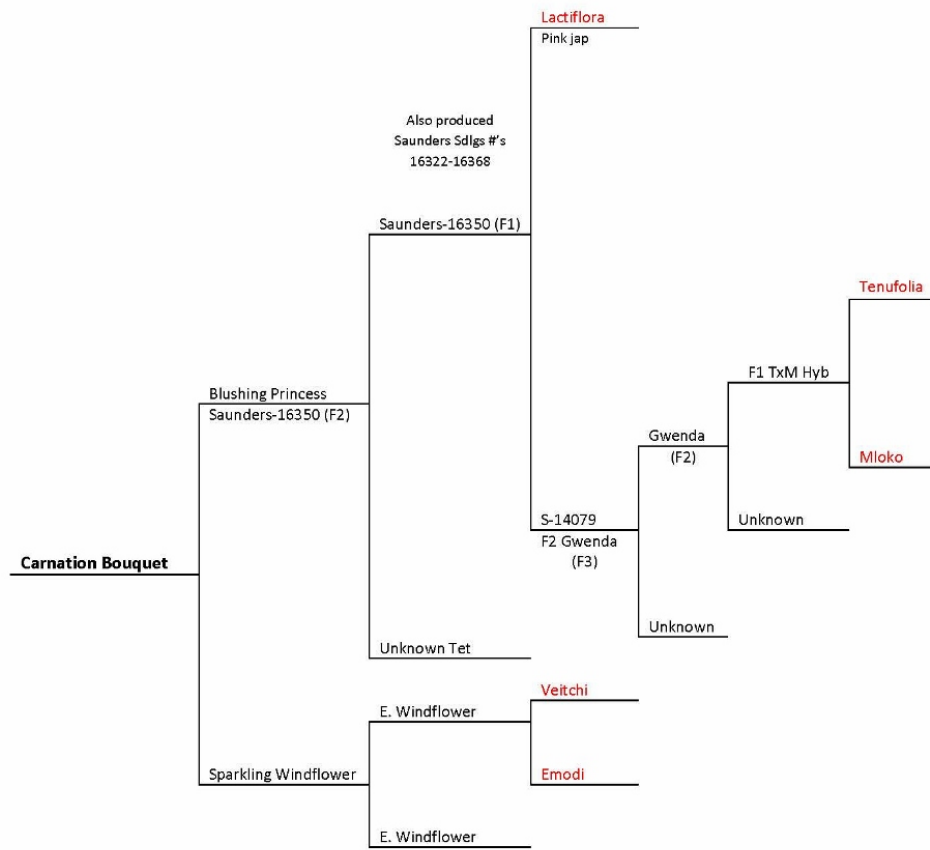 Lactiflora
Pink jap
Also produced
Saunders Sdlgs #'s
16322-16368
Saunders-16350 (F1)
Tenufolia
F1 TxM Hyb
Blushing Princess
Saunders-16350 (F2)
Gwenda
(F2)
Mloko
S-14079
F2 Gwenda
(F3)
Unknown
Carnation Bouquet
Unknown
Unknown Tet
Veitchi
E. Windflower
Sparkling Windflower
Emodi
E. Windflower